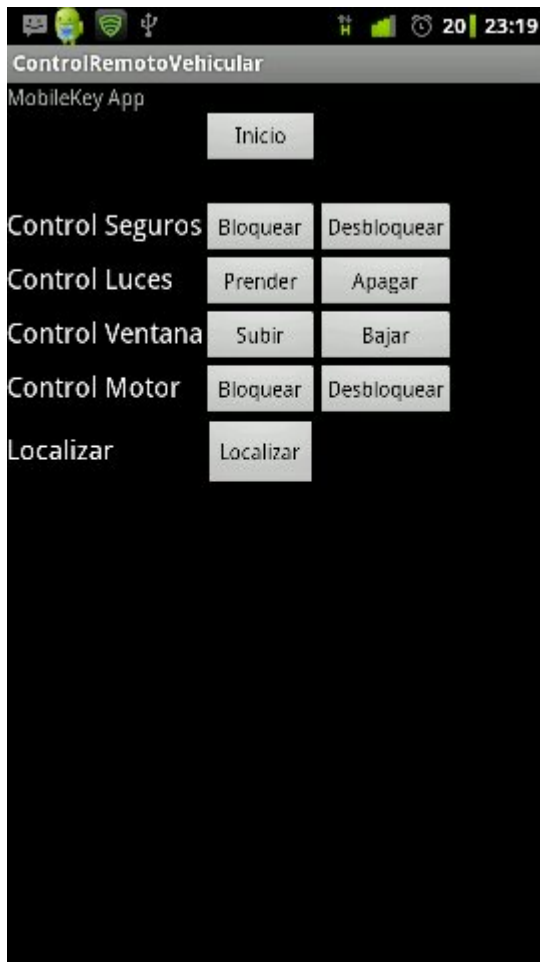 H 20 23:19
ControlRemotoVehicular
MobileKey App
Inicio
Control Seguros Bloquear Desbloquear
Control Luces Prender Apagar
Control Ventana Subir Bajar
Control Motor Bloquear Desbloquear
Localizar Localizar